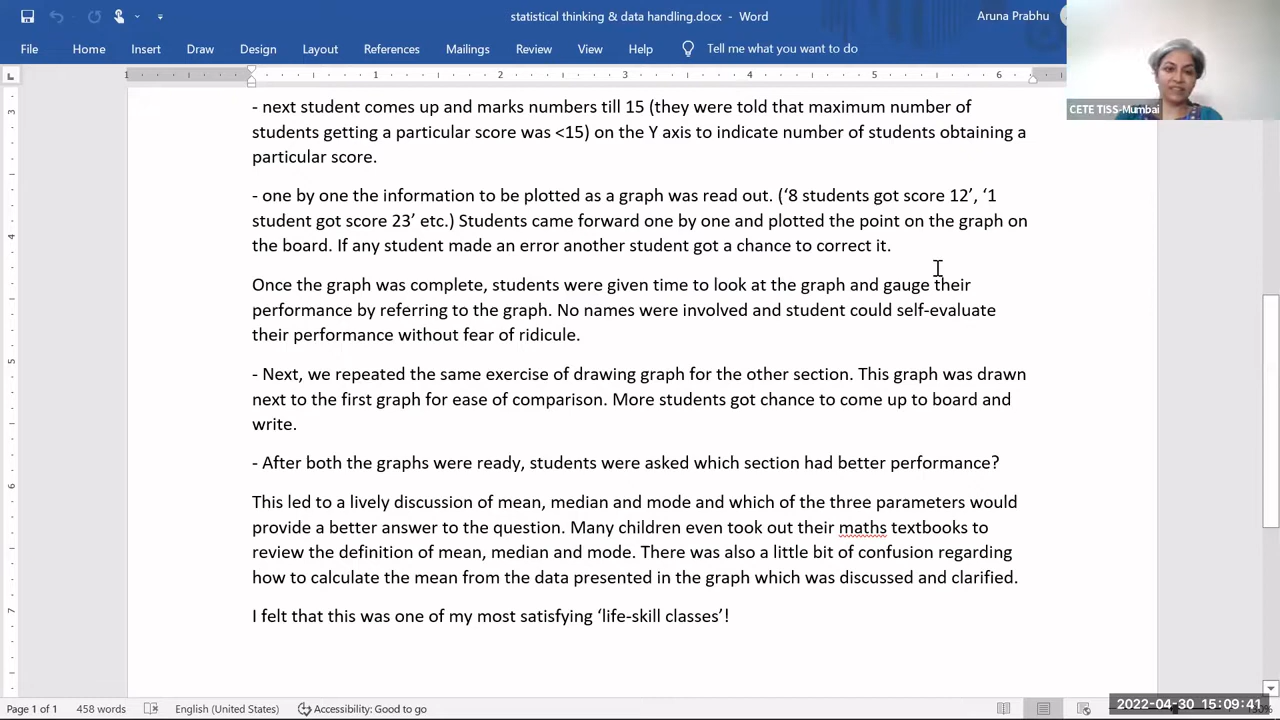 statistical thinking & data handling.docx - Word
Aruna Prabhu
File Home Insert Draw Design Layout References Mailings Review View Help Tell me what you want to do
1 1 2 3 4 5 6
CETE TISS-Mumbai
3
- next student comes up and marks numbers till 15 (they were told that maximum number of
students getting a particular score was <15) on the Y axis to indicate number of students obtaining a
particular score.
- one by one the information to be plotted as a graph was read out. (‘8 students got score 12’, ‘1
student got score 23’ etc.) Students came forward one by one and plotted the point on the graph on
4
the board. If any student made an error another student got a chance to correct it.
Once the graph was complete, students were given time to look at the graph and gauge their
performance by referring to the graph. No names were involved and student could self-evaluate
their performance without fear of ridicule.
5
- Next, we repeated the same exercise of drawing graph for the other section. This graph was drawn
next to the first graph for ease of comparison. More students got chance to come up to board and
write.
- After both the graphs were ready, students were asked which section had better performance?
6
This led to a lively discussion of mean, median and mode and which of the three parameters would
provide a better answer to the question. Many children even took out their maths textbooks to
review the definition of mean, median and mode. There was also a little bit of confusion regarding
how to calculate the mean from the data presented in the graph which was discussed and clarified.
7
I felt that this was one of my most satisfying ‘life-skill classes’!
Page 1 of 1 458 words English (United States) Accessibility: Good to go
2022-04-30 15:09:41